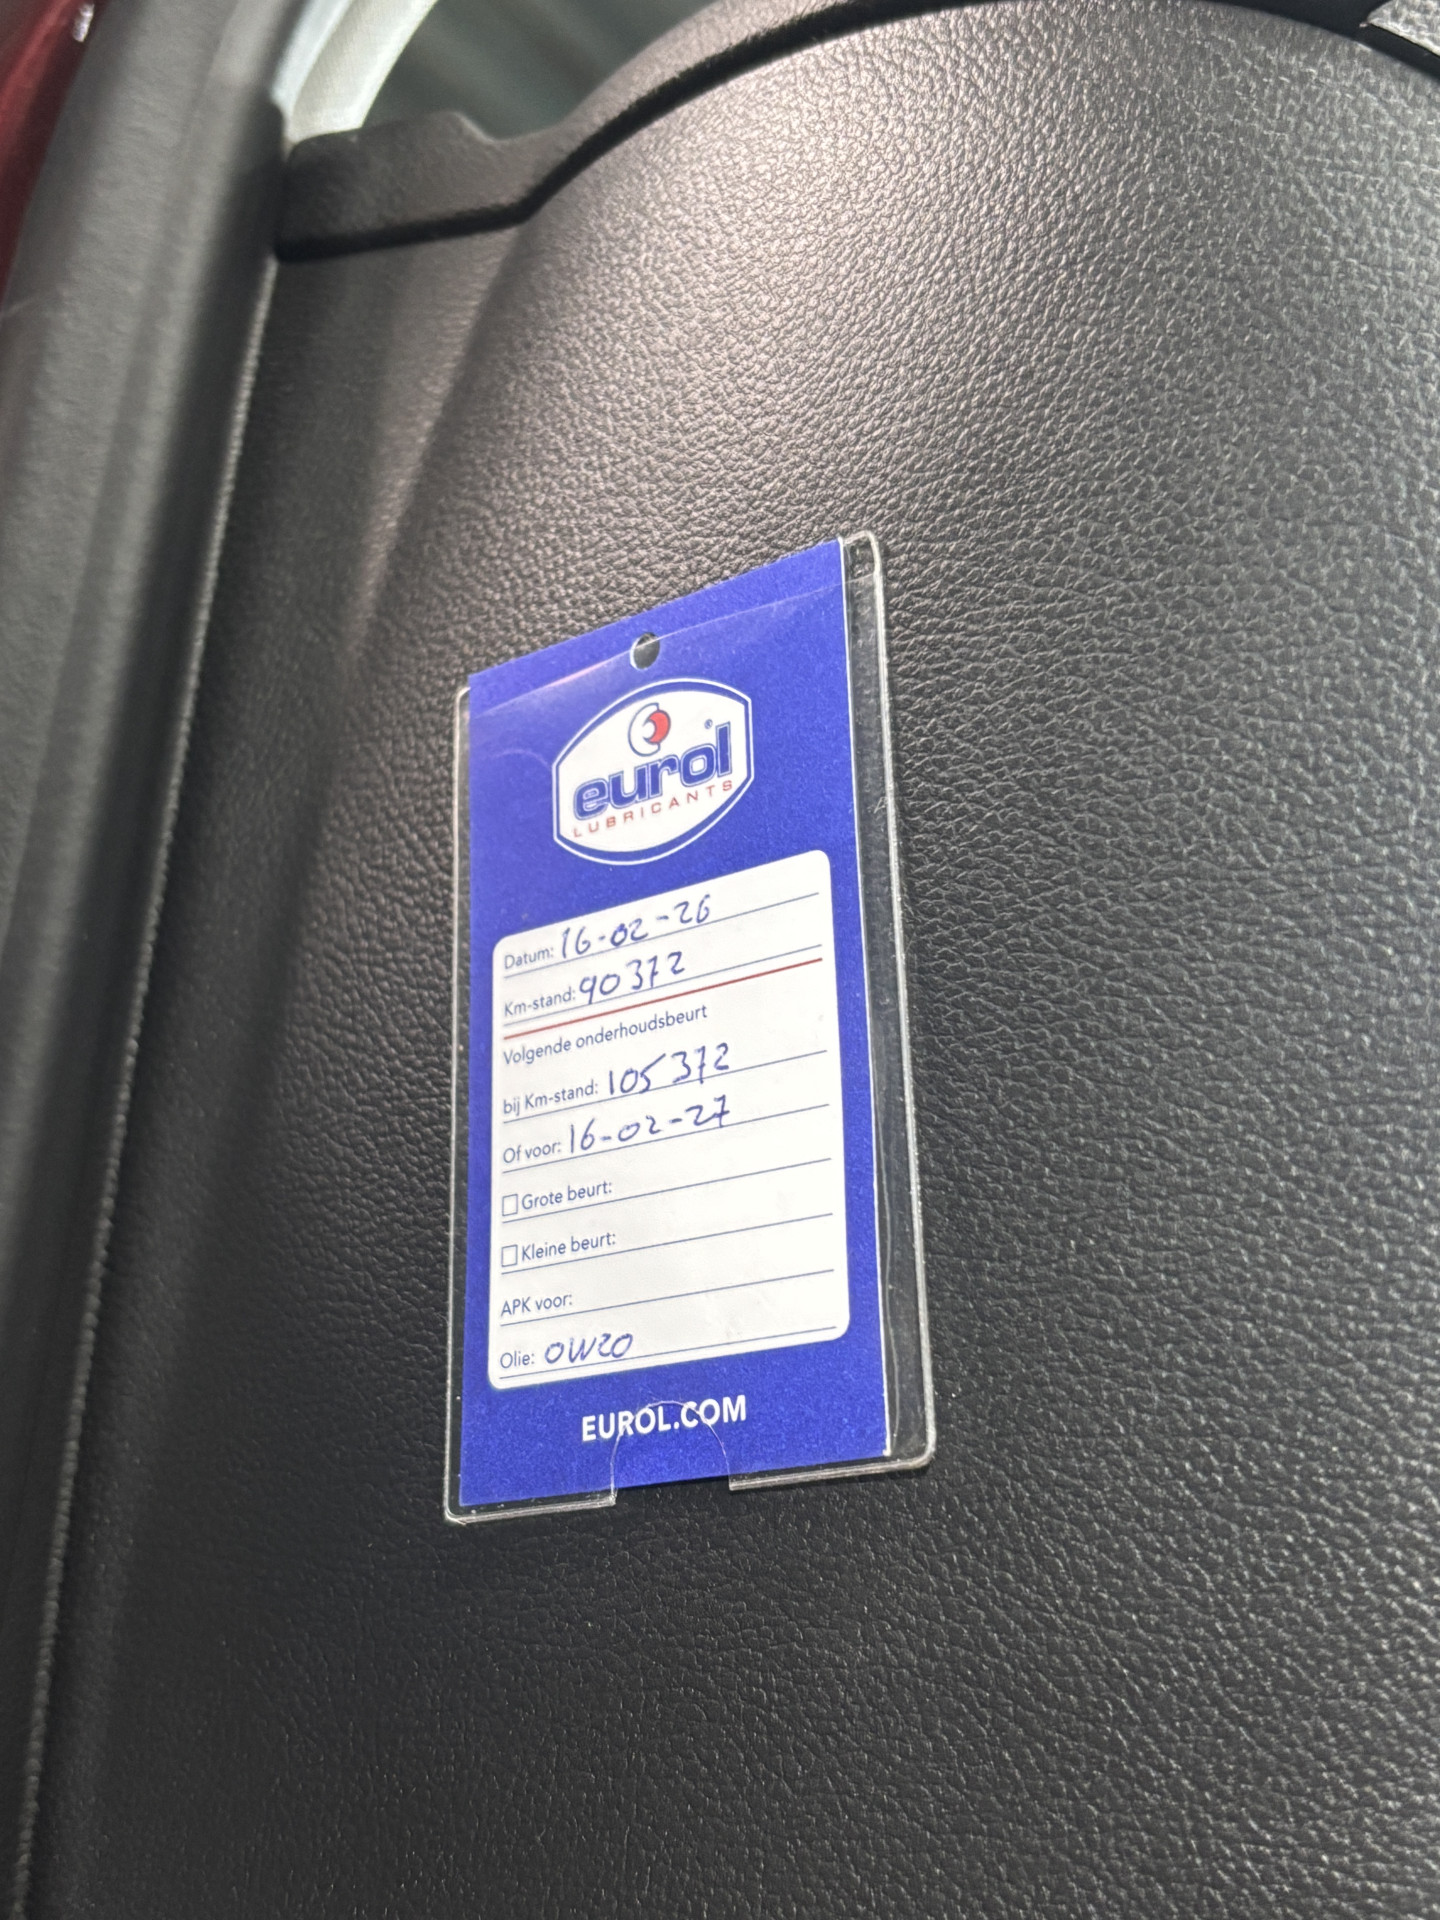 eurol®
LUBRICANTS
Datum: 16-02-26
Km-stand: 90372
Volgende onderhoudsbeurt
bij Km-stand: 105372
Of voor: 16-02-27
Grote beurt:
Kleine beurt:
APK voor:
Olie: 0W20
EUROL.COM